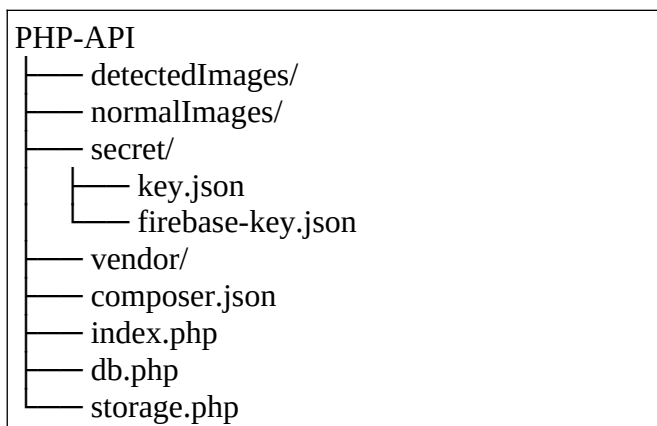 PHP-API
detectedImages/
normalImages/
secret/
key.json
firebase-key.json
vendor/
composer.json
index.php
db.php
storage.php